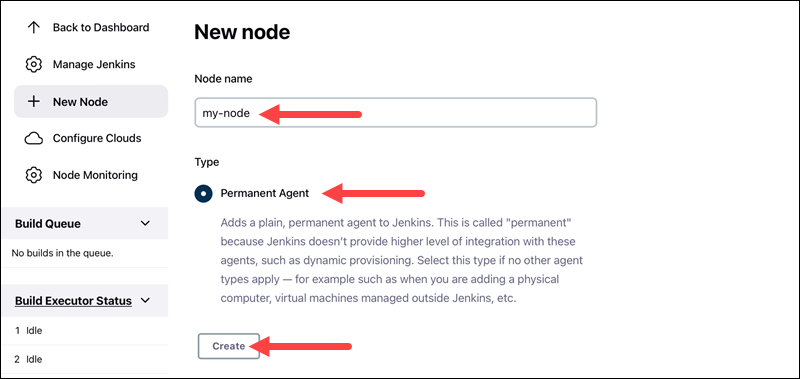 Back to Dashboard
Manage Jenkins
New Node
Configure Clouds
Node Monitoring
Build Queue
No builds in the queue.
Build Executor Status
1 Idle
2 Idle
New node
Node name
my-node
Type
Permanent Agent
Adds a plain, permanent agent to Jenkins. This is called "permanent"
because Jenkins doesn’t provide higher level of integration with these
agents, such as dynamic provisioning. Select this type if no other agent
types apply — for example such as when you are adding a physical
computer, virtual machines managed outside Jenkins, etc.
Create